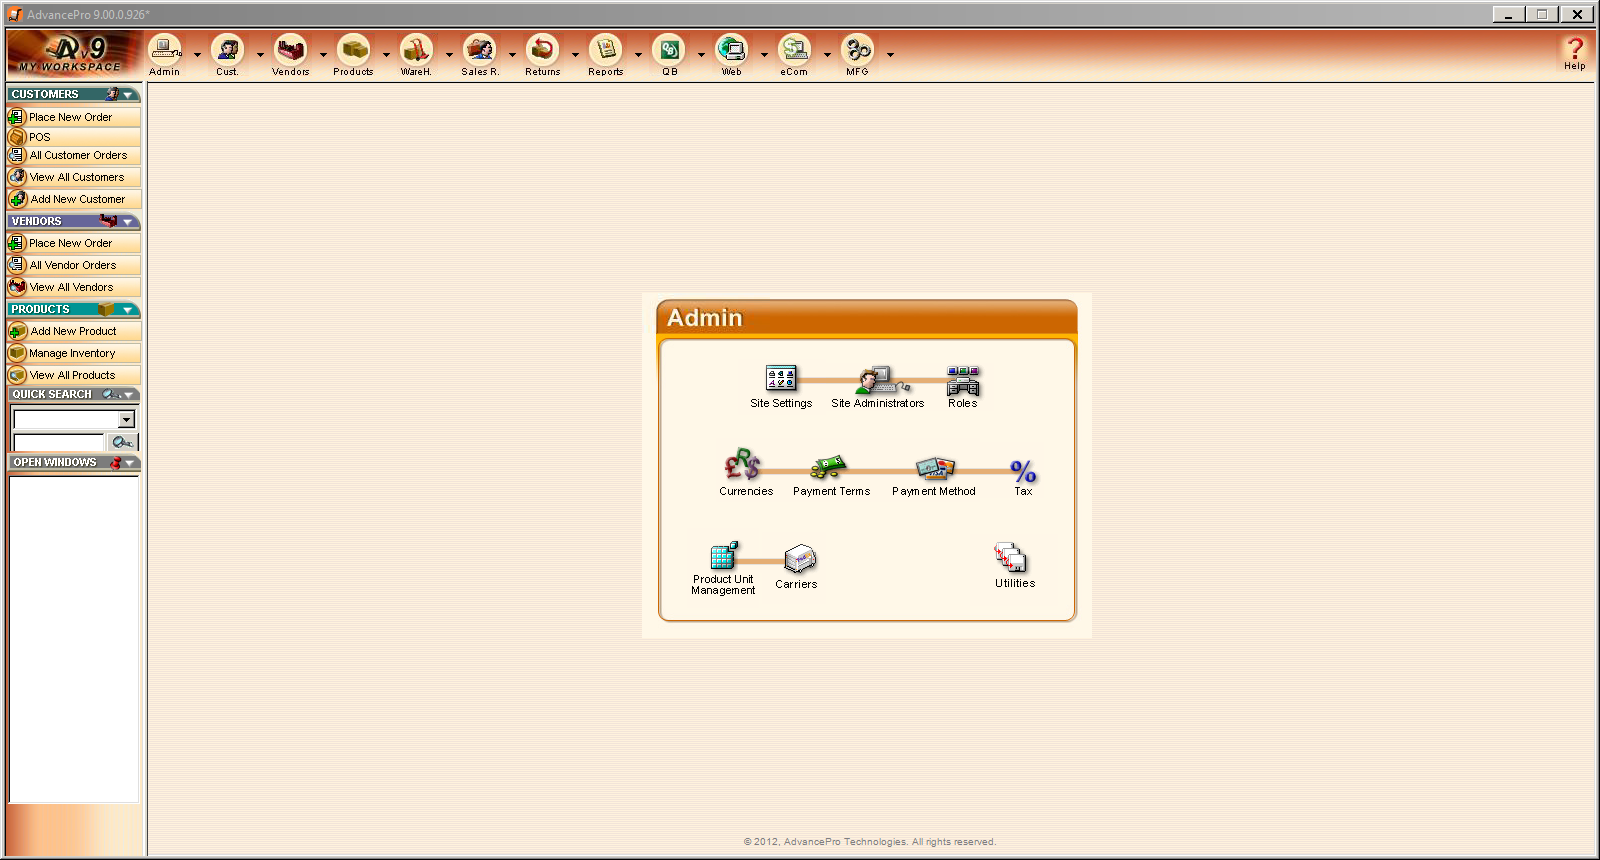 AdvancePro 9.00.0.926*
v9
MY WORKSPACE
Admin
Cust.
Vendors
Products
WareH.
Sales R.
Returns
Reports
QB
Web
eCom
MFG
Help
CUSTOMERS
Place New Order
POS
All Customer Orders
View All Customers
Add New Customer
VENDORS
Place New Order
All Vendor Orders
View All Vendors
PRODUCTS
Add New Product
Manage Inventory
View All Products
QUICK SEARCH
OPEN WINDOWS
Admin
Site Settings
Site Administrators
Roles
Currencies
Payment Terms
Payment Method
Tax
Product Unit
Management
Carriers
Utilities
© 2012, AdvancePro Technologies. All rights reserved.